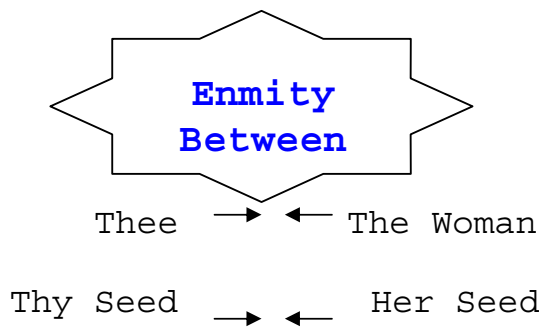 Enmity
Between
Thee The Woman
Thy Seed Her Seed